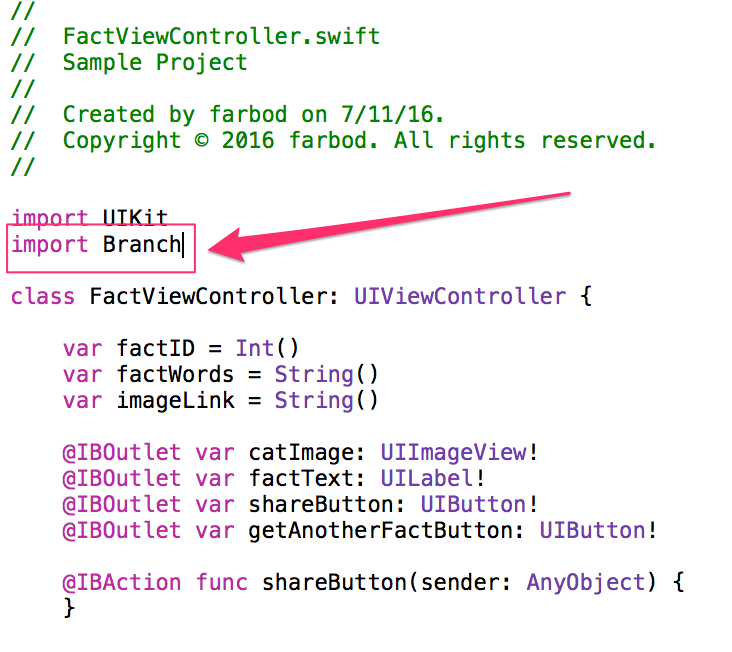 //
//  FactViewController.swift
//  Sample Project
//
//  Created by farbod on 7/11/16.
//  Copyright © 2016 farbod. All rights reserved.
//
import UIKit
import Branch
class FactViewController: UIViewController {
    var factID = Int()
    var factWords = String()
    var imageLink = String()
    @IBOutlet var catImage: UIImageView!
    @IBOutlet var factText: UILabel!
    @IBOutlet var shareButton: UIButton!
    @IBOutlet var getAnotherFactButton: UIButton!
    @IBAction func shareButton(sender: AnyObject) {
    }